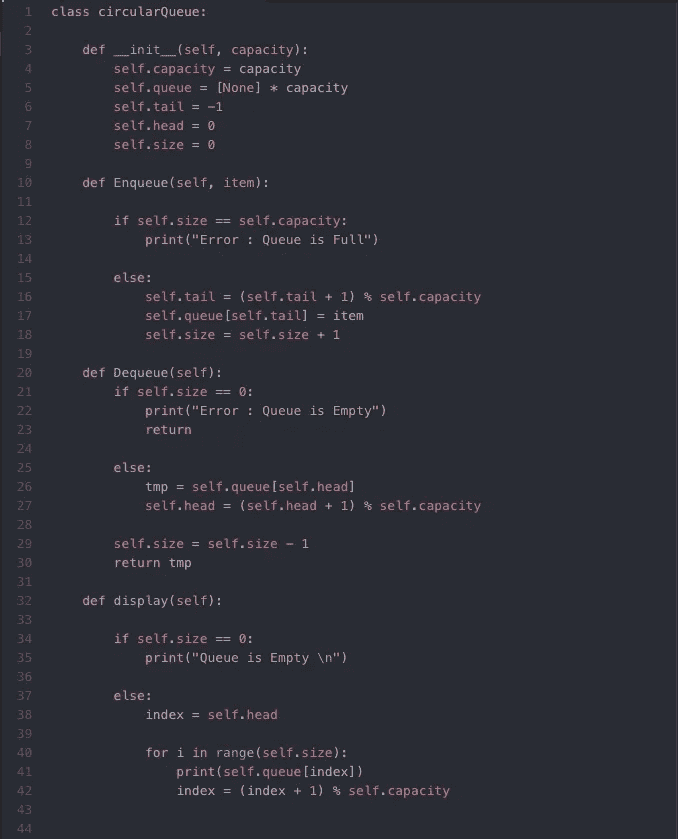 1 class circularQueue:
2
3     def __init__(self, capacity):
4         self.capacity = capacity
5         self.queue = [None] * capacity
6         self.tail = -1
7         self.head = 0
8         self.size = 0
9
10     def Enqueue(self, item):
11
12         if self.size == self.capacity:
13             print("Error : Queue is Full")
14
15         else:
16             self.tail = (self.tail + 1) % self.capacity
17             self.queue[self.tail] = item
18             self.size = self.size + 1
19
20     def Dequeue(self):
21         if self.size == 0:
22             print("Error : Queue is Empty")
23             return
24
25         else:
26             tmp = self.queue[self.head]
27             self.head = (self.head + 1) % self.capacity
28
29         self.size = self.size - 1
30         return tmp
31
32     def display(self):
33
34         if self.size == 0:
35             print("Queue is Empty \n")
36
37         else:
38             index = self.head
39
40             for i in range(self.size):
41                 print(self.queue[index])
42                 index = (index + 1) % self.capacity
43
44